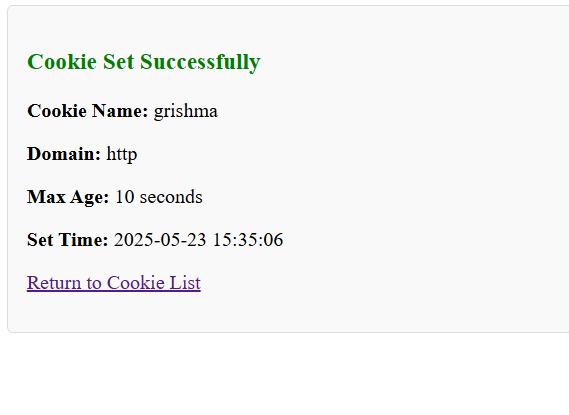 Cookie Set Successfully
Cookie Name: grishma
Domain: http
Max Age: 10 seconds
Set Time: 2025-05-23 15:35:06
Return to Cookie List